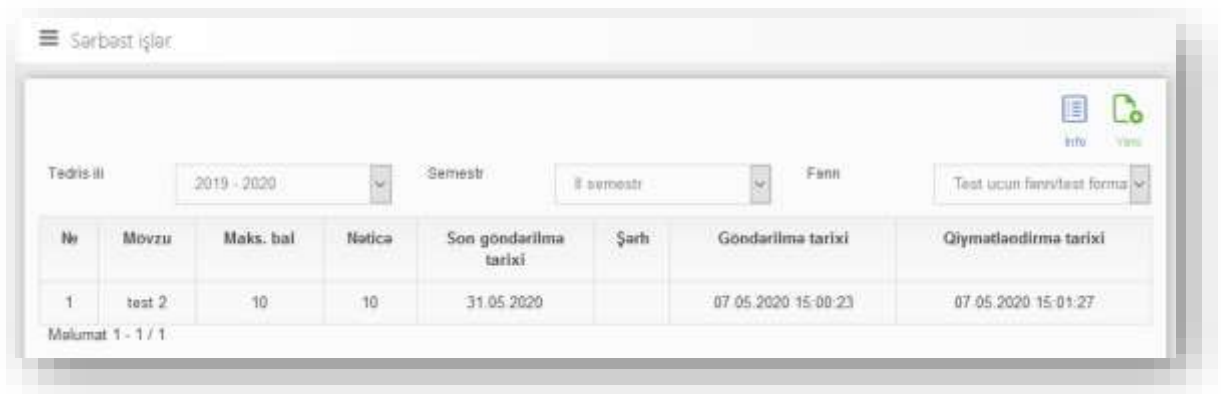 Sərbəst işlər
Info Yeni
Tedris ili 2019 - 2020 Semestr II semestr Fənn Test ucun fənn/test forma
№ Mövzu Maks. bal Nəticə Son göndərilmə tarixi Şərh Göndərilmə tarixi Qiymətləndirmə tarixi
1 test 2 10 10 31.05.2020 07.05.2020 15:00:23 07.05.2020 15:01:27
Məlumat 1 - 1 / 1